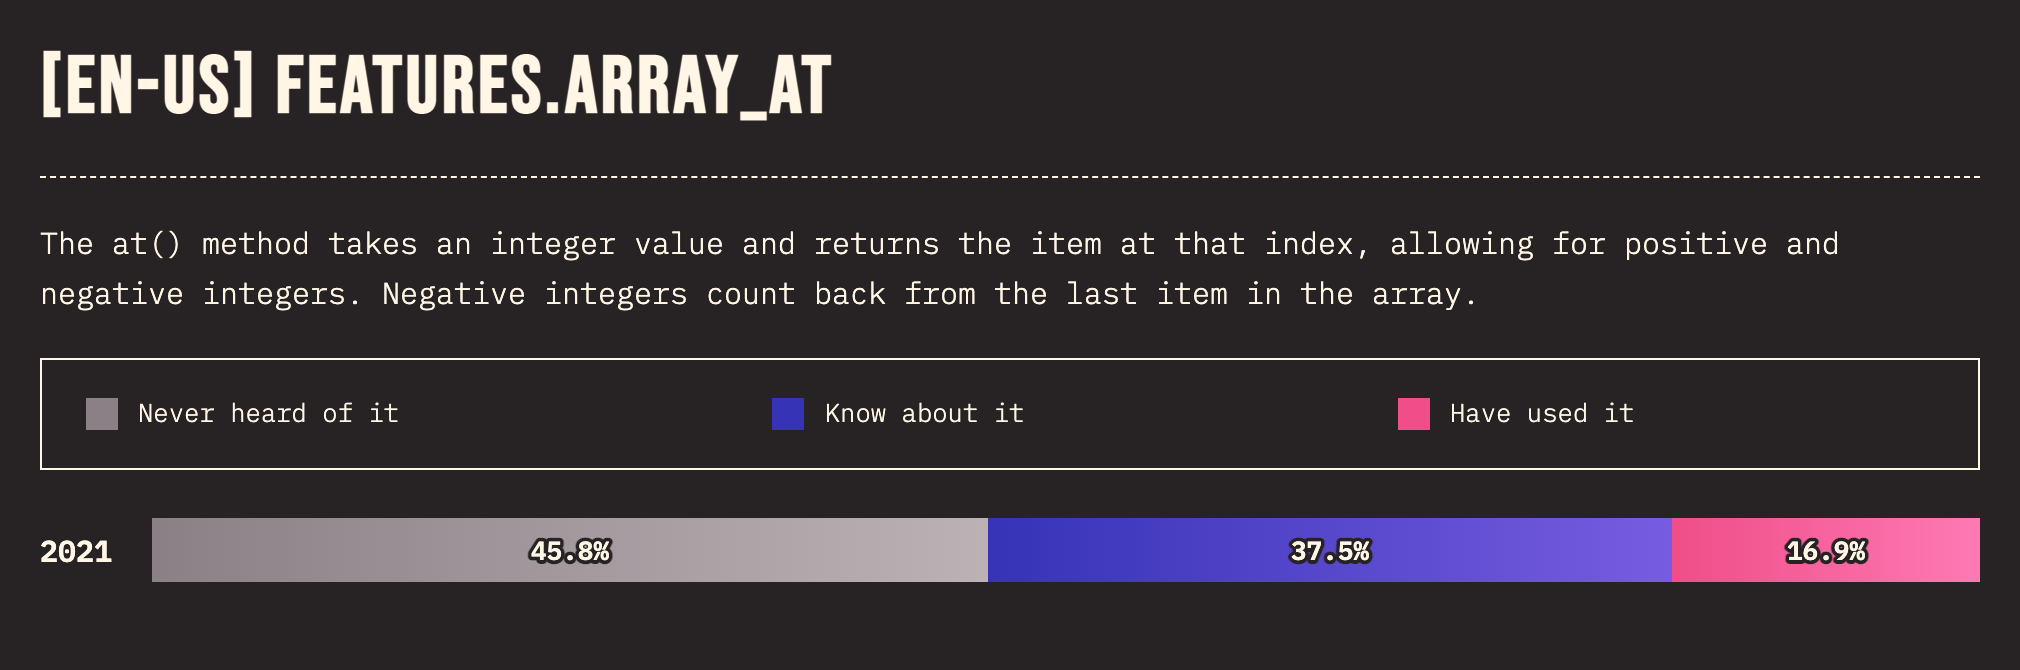 [EN-US] FEATURES.ARRAY_AT
The at() method takes an integer value and returns the item at that index, allowing for positive and
negative integers. Negative integers count back from the last item in the array.
Never heard of it Know about it Have used it
2021 45.8% 37.5% 16.9%